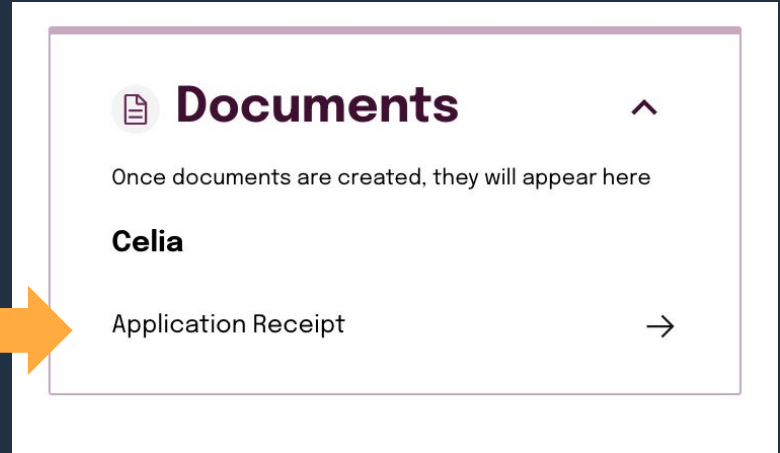 Documents
Once documents are created, they will appear here
Celia
Application Receipt